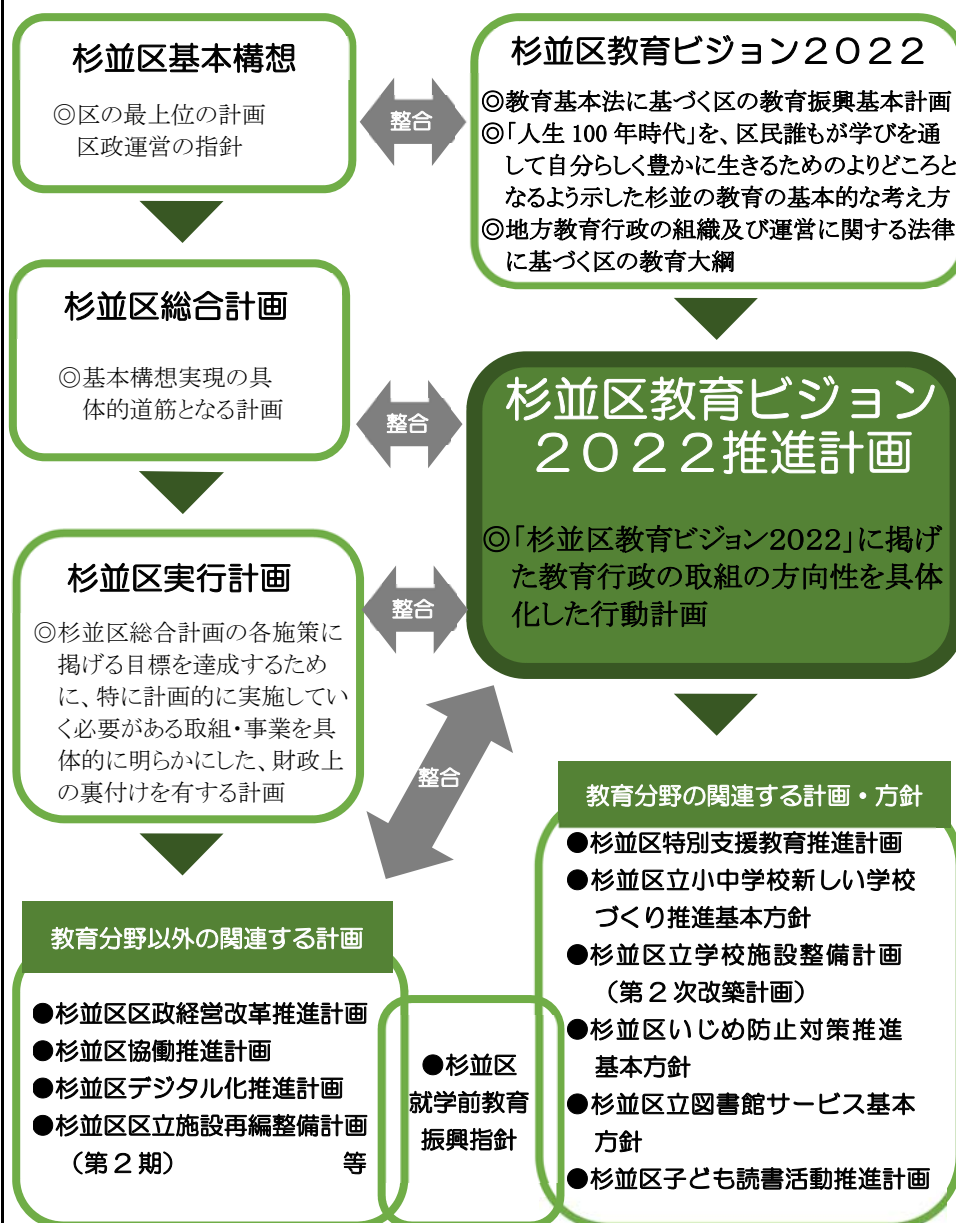 杉並区基本構想
◎区の最上位の計画
区政運営の指針
整合
杉並区教育ビジョン２０２２
◎教育基本法に基づく区の教育振興基本計画
◎「人生 100 年時代」を、区民誰もが学びを通
して自分らしく豊かに生きるためのよりどころと
なるよう示した杉並の教育の基本的な考え方
◎地方教育行政の組織及び運営に関する法律
に基づく区の教育大綱
杉並区総合計画
◎基本構想実現の具
体的道筋となる計画
整合
杉並区教育ビジョン
２０２２推進計画
◎「杉並区教育ビジョン2022」に掲げ
た教育行政の取組の方向性を具体
化した行動計画
杉並区実行計画
◎杉並区総合計画の各施策に
掲げる目標を達成するため
に、特に計画的に実施してい
く必要がある取組・事業を具
体的に明らかにした、財政上
の裏付けを有する計画
整合
整合
教育分野以外の関連する計画
●杉並区区政経営改革推進計画
●杉並区協働推進計画
●杉並区デジタル化推進計画
●杉並区区立施設再編整備計画
（第２期） 等
●杉並区
就学前教育
振興指針
教育分野の関連する計画・方針
●杉並区特別支援教育推進計画
●杉並区立小中学校新しい学校
づくり推進基本方針
●杉並区立学校施設整備計画
（第２次改築計画）
●杉並区いじめ防止対策推進
基本方針
●杉並区立図書館サービス基本
方針
●杉並区子ども読書活動推進計画